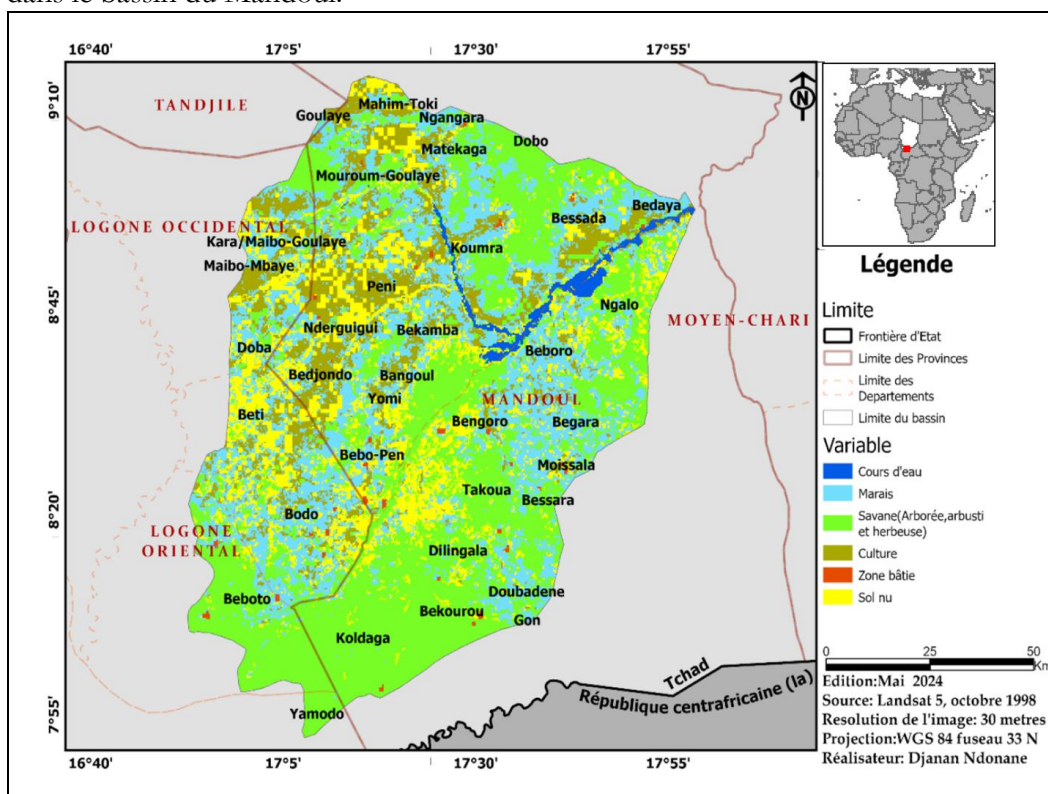 dans le bassin du Mandoul.
16°40'
17°5'
17°30'
17°55'
9°10'
8°45'
8°20'
7°55'
TANDJILE
Mahim-Toki
Goulaye
Ngangara
Dobo
Matekaga
Mouroum-Goulaye
Bedaya
Bessada
LOGONE OCCIDENTAL
Kara/Maibo-Goulaye
Koumra
Maibo-Mbaye
Peni
Ngalo
MOYEN-CHARI
Nderguigui
Bekamba
Doba
Beboro
Bedjondo
Bangoul
Yomi
MANDOUL
Beti
Bengoro
Begara
Bebo-Pen
Moissala
Takoua
Bessara
Bodo
LOGONE
ORIENTAL
Dilingala
Doubadene
Beboto
Bekourou
Gon
Koldaga
Yamodo
Tchad
République centrafricaine (la)
16°40'
17°5'
17°30'
17°55'
N
Légende
Limite
Frontière d'Etat
Limite des Provinces
Limite des
Departements
Limite du bassin
Variable
Cours d'eau
Marais
Savane(Arborée,arbusti
et herbeuse)
Culture
Zone bâtie
Sol nu
0 25 50
Km
Edition:Mai 2024
Source: Landsat 5, octobre 1998
Resolution de l'image: 30 metres
Projection:WGS 84 fuseau 33 N
Réalisateur: Djanan Ndonane